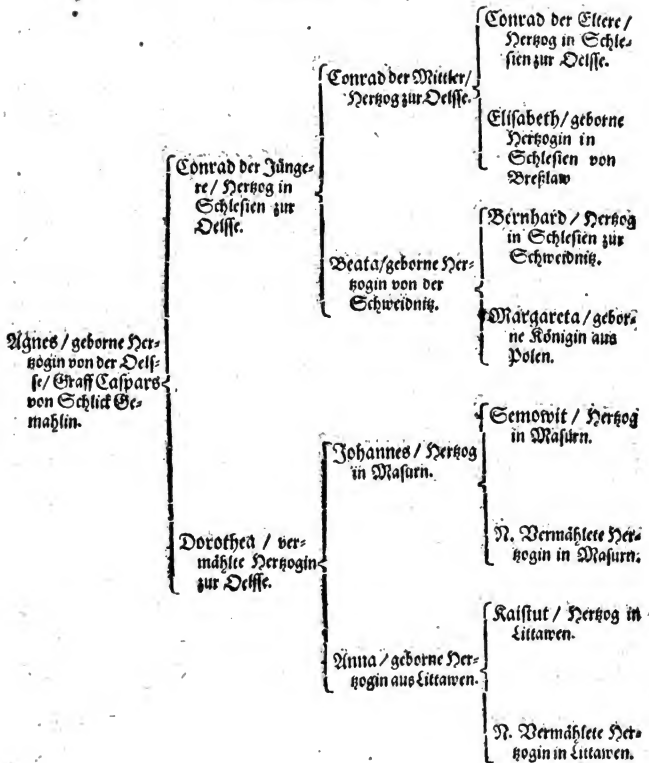 Agnes / geborne Her-
tzogin von der Oelſ-
ſe/ Graff Caſpars
von Schlick Ge-
mahlin.
Conrad der Jünge-
re / Hertzog in
Schleſien zur
Oelſſe.
Dorothea / ver-
mählte Hertzogin
zur Oelſſe.
Conrad der Mittler/
Hertzog zur Oelſſe.
Beata/geborne Her-
tzogin von der
Schweidnitz.
Johannes / Hertzog
in Maſurn.
Anna / geborne Her-
tzogin aus Littawen.
Conrad der Eltere /
Hertzog in Schle-
ſien zur Oelſſe.
Eliſabeth / geborne
Hertzogin in
Schleſien von
Breßlaw
Bernhard / Hertzog
in Schleſien zur
Schweidnitz.
Margareta / gebor-
ne Königin aus
Polen.
Semowit / Hertzog
in Maſurn.
N. Vermählete Her-
tzogin in Maſurn.
Kaiſtut / Hertzog in
Littawen.
N. Vermählete Her-
tzogin in Littawen.